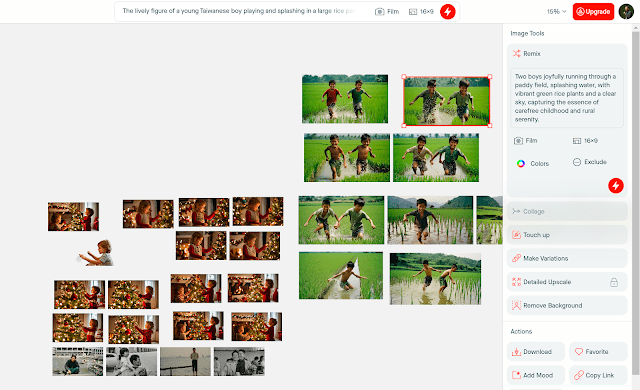 The lively figure of a young Taiwanese boy playing and splashing in a large rice
Film
16×9
15%
Upgrade
Image Tools
Remix
Two boys joyfully running through a
paddy field, splashing water, with
vibrant green rice plants and a clear
sky, capturing the essence of
carefree childhood and rural
serenity.
Film
16×9
Colors
Exclude
Collage
Touch up
Make Variations
Detailed Upscale
Remove Background
Actions
Download
Favorite
Add Mood
Copy Link